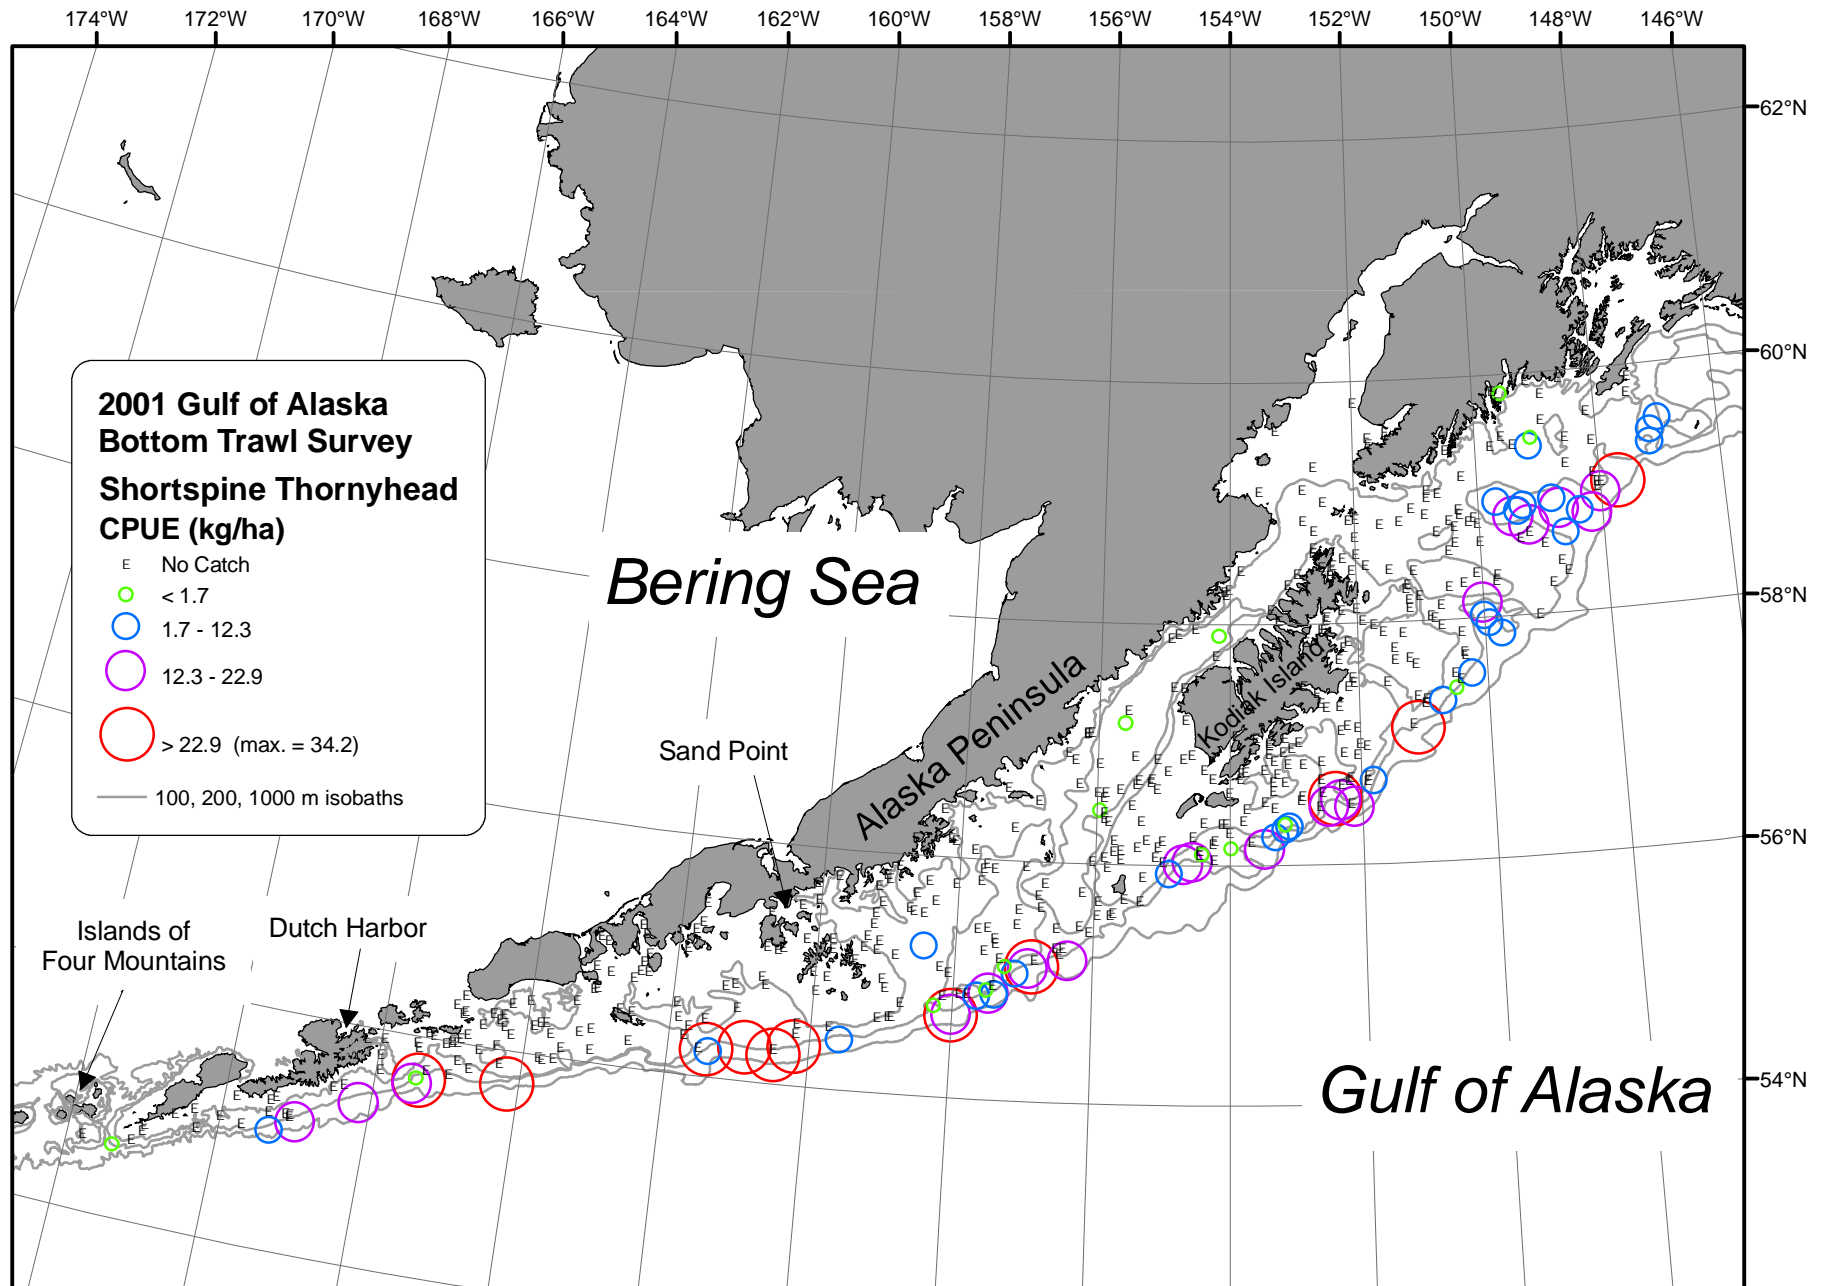 174°W 172°W 170°W 168°W 166°W 164°W 162°W 160°W 158°W 156°W 154°W 152°W 150°W 148°W 146°W
62°N
60°N
58°N
56°N
54°N
2001 Gulf of Alaska
Bottom Trawl Survey
Shortspine Thornyhead
CPUE (kg/ha)
E No Catch
< 1.7
1.7 - 12.3
12.3 - 22.9
> 22.9 (max. = 34.2)
100, 200, 1000 m isobaths
Bering Sea
Alaska Peninsula
Kodiak Island
Sand Point
Dutch Harbor
Islands of
Four Mountains
Gulf of Alaska